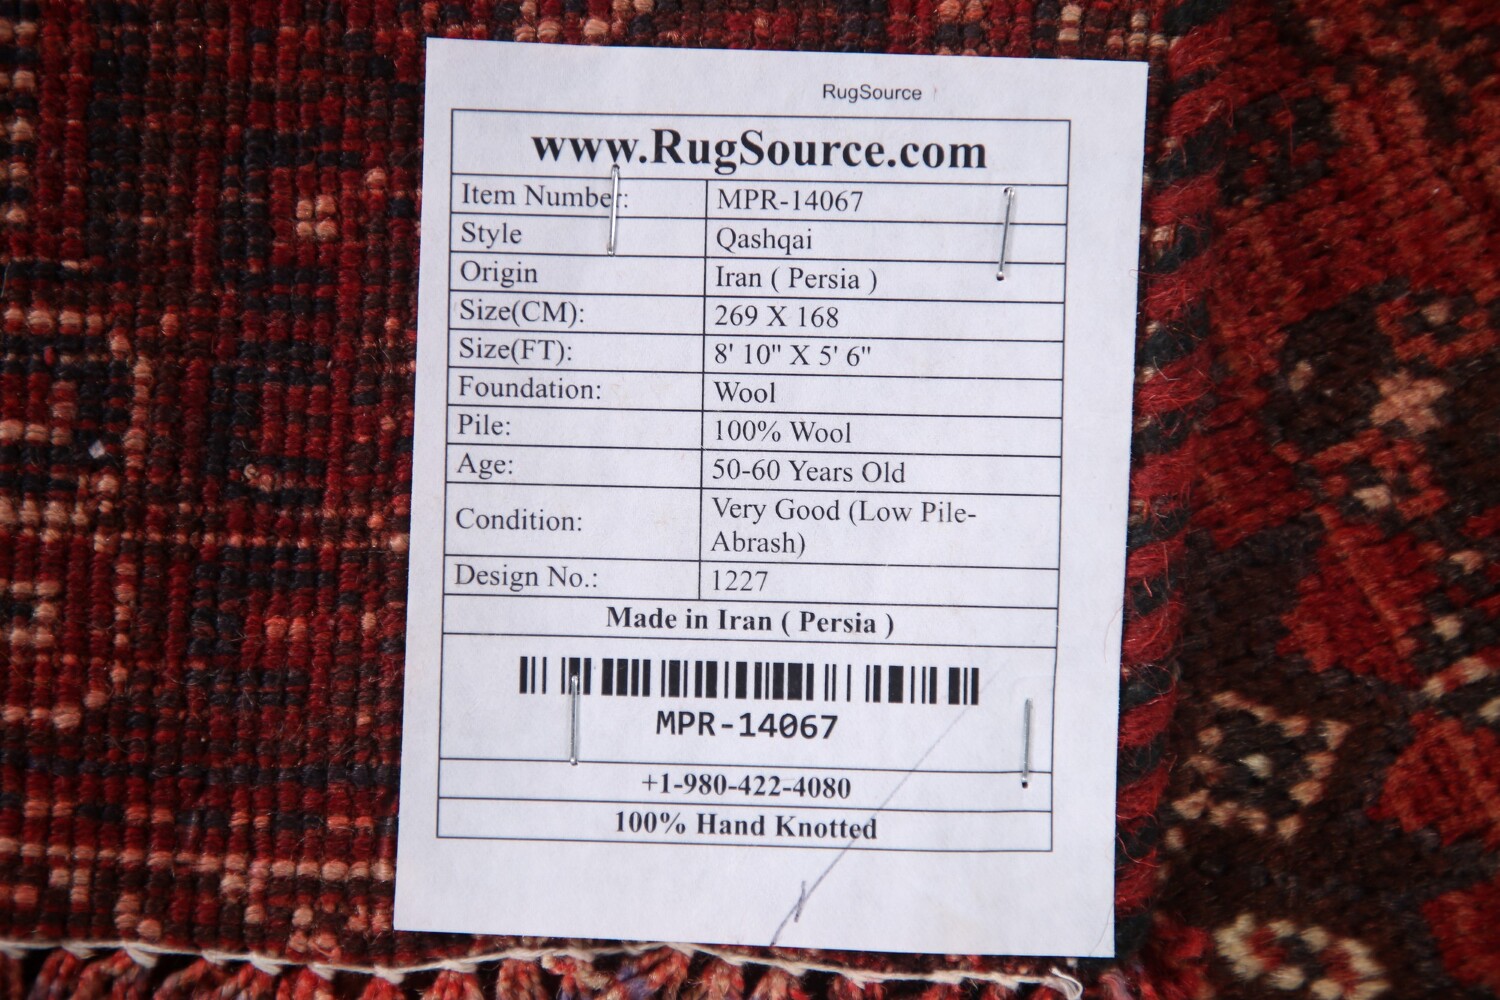 RugSource
www.RugSource.com
Item Number: MPR-14067
Style Qashqai
Origin Iran ( Persia )
Size(CM): 269 X 168
Size(FT): 8' 10" X 5' 6"
Foundation: Wool
Pile: 100% Wool
Age: 50-60 Years Old
Condition: Very Good (Low Pile-
Abrash)
Design No.: 1227
Made in Iran ( Persia )
MPR-14067
+1-980-422-4080
100% Hand Knotted